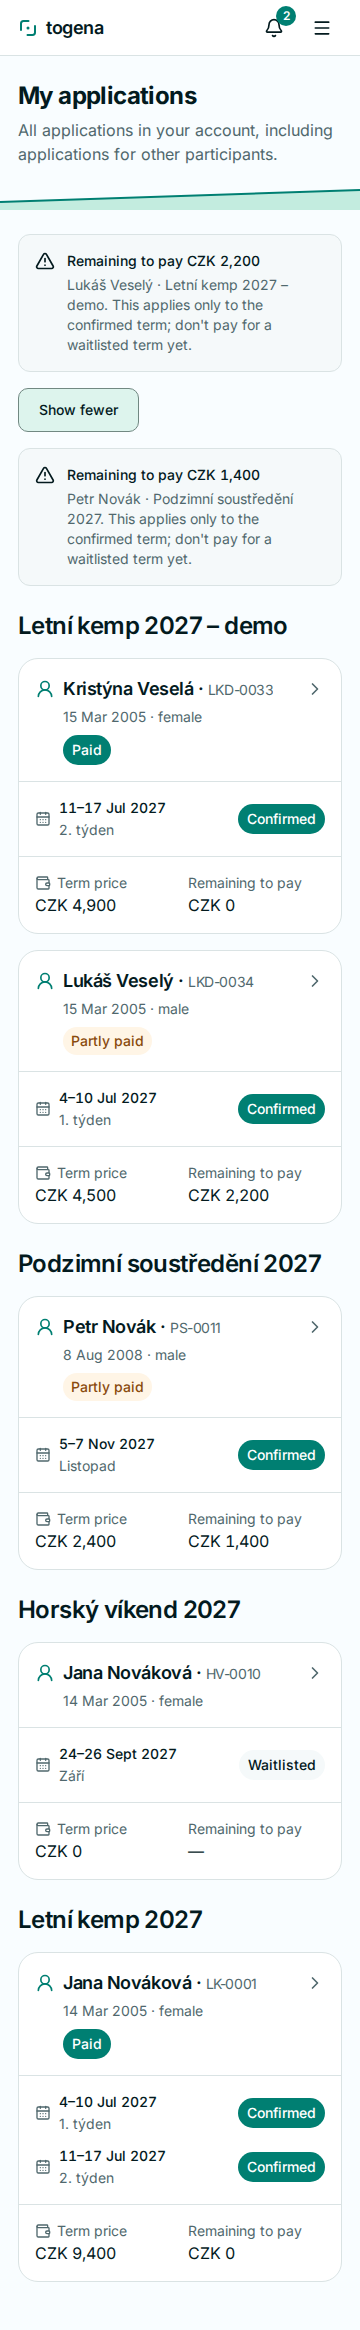 togena
2
My applications
All applications in your account, including
applications for other participants.
Remaining to pay CZK 2,200
Lukáš Veselý · Letní kemp 2027 –
demo. This applies only to the
confirmed term; don't pay for a
waitlisted term yet.
Show fewer
Remaining to pay CZK 1,400
Petr Novák · Podzimní soustředění
2027. This applies only to the
confirmed term; don't pay for a
waitlisted term yet.
Letní kemp 2027 – demo
Kristýna Veselá · LKD-0033
15 Mar 2005 · female
Paid
11–17 Jul 2027
2. týden
Confirmed
Term price
CZK 4,900
Remaining to pay
CZK 0
Lukáš Veselý · LKD-0034
15 Mar 2005 · male
Partly paid
4–10 Jul 2027
1. týden
Confirmed
Term price
CZK 4,500
Remaining to pay
CZK 2,200
Podzimní soustředění 2027
Petr Novák · PS-0011
8 Aug 2008 · male
Partly paid
5–7 Nov 2027
Listopad
Confirmed
Term price
CZK 2,400
Remaining to pay
CZK 1,400
Horský víkend 2027
Jana Nováková · HV-0010
14 Mar 2005 · female
24–26 Sept 2027
Září
Waitlisted
Term price
CZK 0
Remaining to pay
—
Letní kemp 2027
Jana Nováková · LK-0001
14 Mar 2005 · female
Paid
4–10 Jul 2027
1. týden
Confirmed
11–17 Jul 2027
2. týden
Confirmed
Term price
CZK 9,400
Remaining to pay
CZK 0